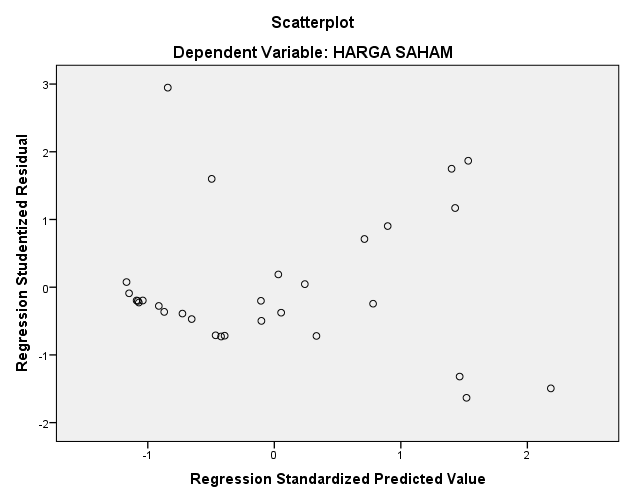 Scatterplot
Dependent Variable: HARGA SAHAM
Regression Studentized Residual
3
2
1
0
-1
-2
-1
0
1
2
Regression Standardized Predicted Value